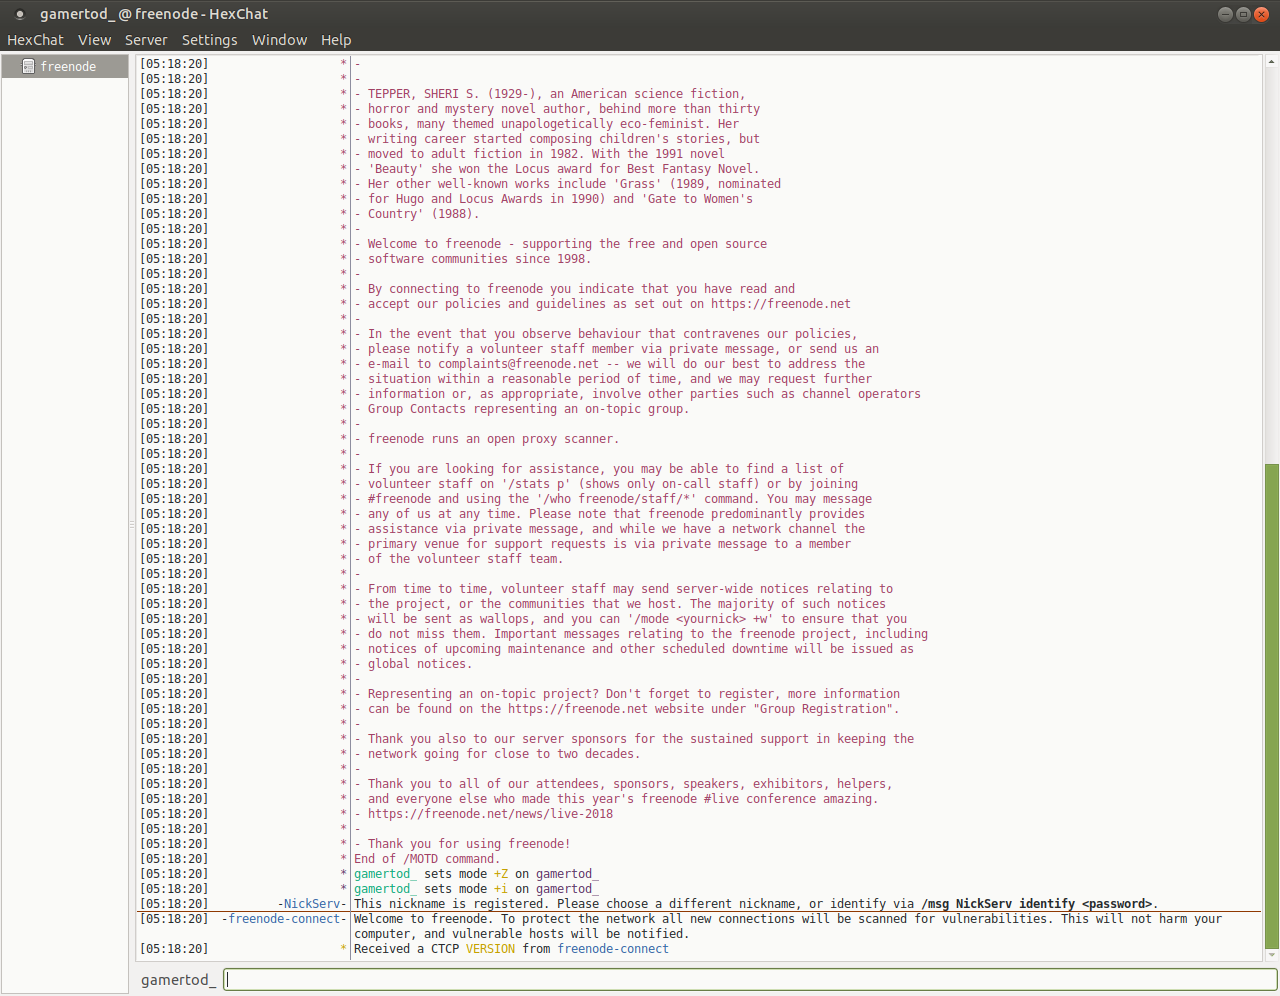 gamertod_ @ freenode - HexChat
HexChat View Server Settings Window Help
freenode
[05:18:20] * -
[05:18:20] * -
[05:18:20] * - TEPPER, SHERI S. (1929-), an American science fiction,
[05:18:20] * - horror and mystery novel author, behind more than thirty
[05:18:20] * - books, many themed unapologetically eco-feminist. Her
[05:18:20] * - writing career started composing children's stories, but
[05:18:20] * - moved to adult fiction in 1982. With the 1991 novel
[05:18:20] * - 'Beauty' she won the Locus award for Best Fantasy Novel.
[05:18:20] * - Her other well-known works include 'Grass' (1989, nominated
[05:18:20] * - for Hugo and Locus Awards in 1990) and 'Gate to Women's
[05:18:20] * - Country' (1988).
[05:18:20] * -
[05:18:20] * - Welcome to freenode - supporting the free and open source
[05:18:20] * - software communities since 1998.
[05:18:20] * -
[05:18:20] * - By connecting to freenode you indicate that you have read and
[05:18:20] * - accept our policies and guidelines as set out on https://freenode.net
[05:18:20] * -
[05:18:20] * - In the event that you observe behaviour that contravenes our policies,
[05:18:20] * - please notify a volunteer staff member via private message, or send us an
[05:18:20] * - e-mail to complaints@freenode.net -- we will do our best to address the
[05:18:20] * - situation within a reasonable period of time, and we may request further
[05:18:20] * - information or, as appropriate, involve other parties such as channel operators
[05:18:20] * - Group Contacts representing an on-topic group.
[05:18:20] * -
[05:18:20] * - freenode runs an open proxy scanner.
[05:18:20] * -
[05:18:20] * - If you are looking for assistance, you may be able to find a list of
[05:18:20] * - volunteer staff on '/stats p' (shows only on-call staff) or by joining
[05:18:20] * - #freenode and using the '/who freenode/staff/*' command. You may message
[05:18:20] * - any of us at any time. Please note that freenode predominantly provides
[05:18:20] * - assistance via private message, and while we have a network channel the
[05:18:20] * - primary venue for support requests is via private message to a member
[05:18:20] * - of the volunteer staff team.
[05:18:20] * -
[05:18:20] * - From time to time, volunteer staff may send server-wide notices relating to
[05:18:20] * - the project, or the communities that we host. The majority of such notices
[05:18:20] * - will be sent as wallops, and you can '/mode <yournick> +w' to ensure that you
[05:18:20] * - do not miss them. Important messages relating to the freenode project, including
[05:18:20] * - notices of upcoming maintenance and other scheduled downtime will be issued as
[05:18:20] * - global notices.
[05:18:20] * -
[05:18:20] * - Representing an on-topic project? Don't forget to register, more information
[05:18:20] * - can be found on the https://freenode.net website under "Group Registration".
[05:18:20] * -
[05:18:20] * - Thank you also to our server sponsors for the sustained support in keeping the
[05:18:20] * - network going for close to two decades.
[05:18:20] * -
[05:18:20] * - Thank you to all of our attendees, sponsors, speakers, exhibitors, helpers,
[05:18:20] * - and everyone else who made this year's freenode #live conference amazing.
[05:18:20] * - https://freenode.net/news/live-2018
[05:18:20] * -
[05:18:20] * - Thank you for using freenode!
[05:18:20] * End of /MOTD command.
[05:18:20] * gamertod_ sets mode +Z on gamertod_
[05:18:20] * gamertod_ sets mode +i on gamertod_
[05:18:20] -NickServ- This nickname is registered. Please choose a different nickname, or identify via /msg NickServ identify <password>.
[05:18:20] -freenode-connect- Welcome to freenode. To protect the network all new connections will be scanned for vulnerabilities. This will not harm your
computer, and vulnerable hosts will be notified.
[05:18:20] * Received a CTCP VERSION from freenode-connect
gamertod_